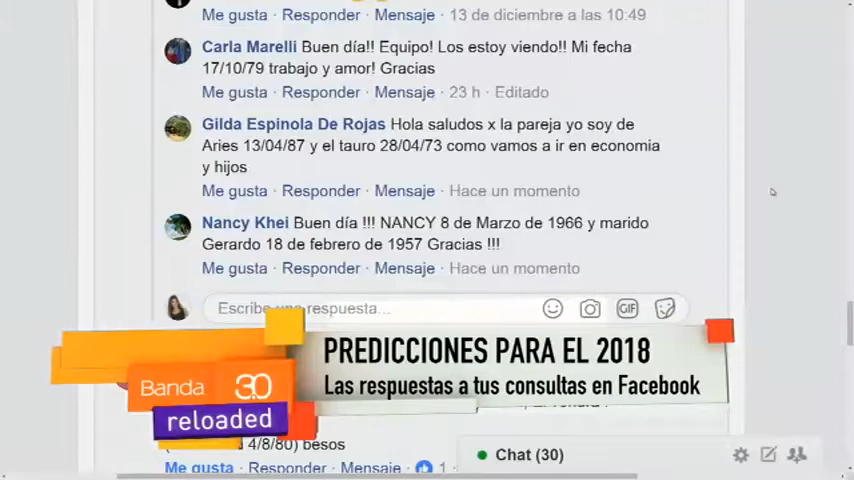 Me gusta · Responder · Mensaje · 13 de diciembre a las 10:49
Carla Marelli Buen día!! Equipo! Los estoy viendo!! Mi fecha
17/10/79 trabajo y amor! Gracias
Me gusta · Responder · Mensaje · 23 h · Editado
Gilda Espinola De Rojas Hola saludos x la pareja yo soy de
Aries 13/04/87 y el tauro 28/04/73 como vamos a ir en economia
y hijos
Me gusta · Responder · Mensaje · Hace un momento
Nancy Khei Buen día !!! NANCY 8 de Marzo de 1966 y marido
Gerardo 18 de febrero de 1957 Gracias !!!
Me gusta · Responder · Mensaje · Hace un momento
Escribe una respuesta...
GIF
PREDICCIONES PARA EL 2018
Las respuestas a tus consultas en Facebook
Banda 3.0
reloaded
4/8/80) besos
Me gusta · Responder · Mensaje · 1
Chat (30)